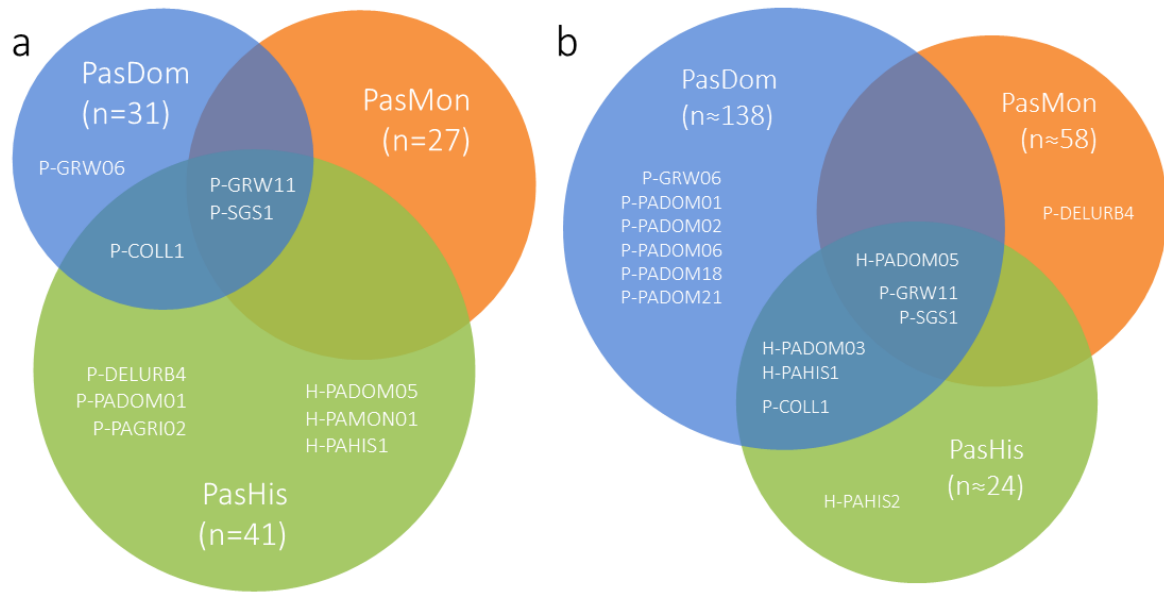 a
PasDom
(n=31)
PasMon
(n=27)
P-GRW06
P-GRW11
P-SGS1
P-COLL1
P-DELURB4
P-PADOM01
P-PAGRI02
H-PADOM05
H-PAMON01
H-PAHIS1
PasHis
(n=41)
b
PasDom
(n≈138)
PasMon
(n≈58)
P-GRW06
P-PADOM01
P-PADOM02
P-PADOM06
P-PADOM18
P-PADOM21
P-DELURB4
H-PADOM05
P-GRW11
P-SGS1
H-PADOM03
H-PAHIS1
P-COLL1
PasHis
(n≈24)
H-PAHIS2